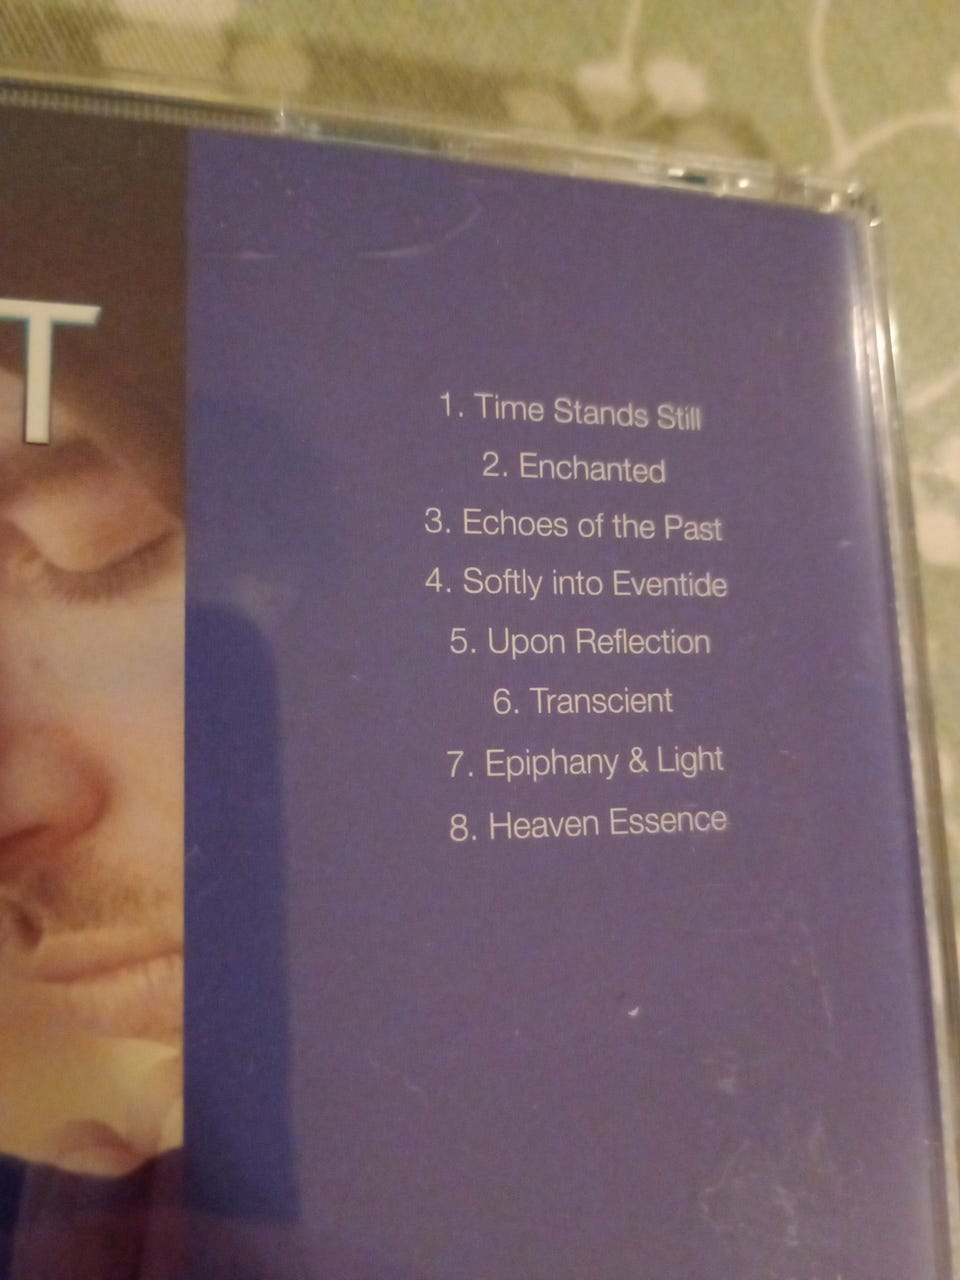 T
1. Time Stands Still
2. Enchanted
3. Echoes of the Past
4. Softly into Eventide
5. Upon Reflection
6. Transcient
7. Epiphany & Light
8. Heaven Essence